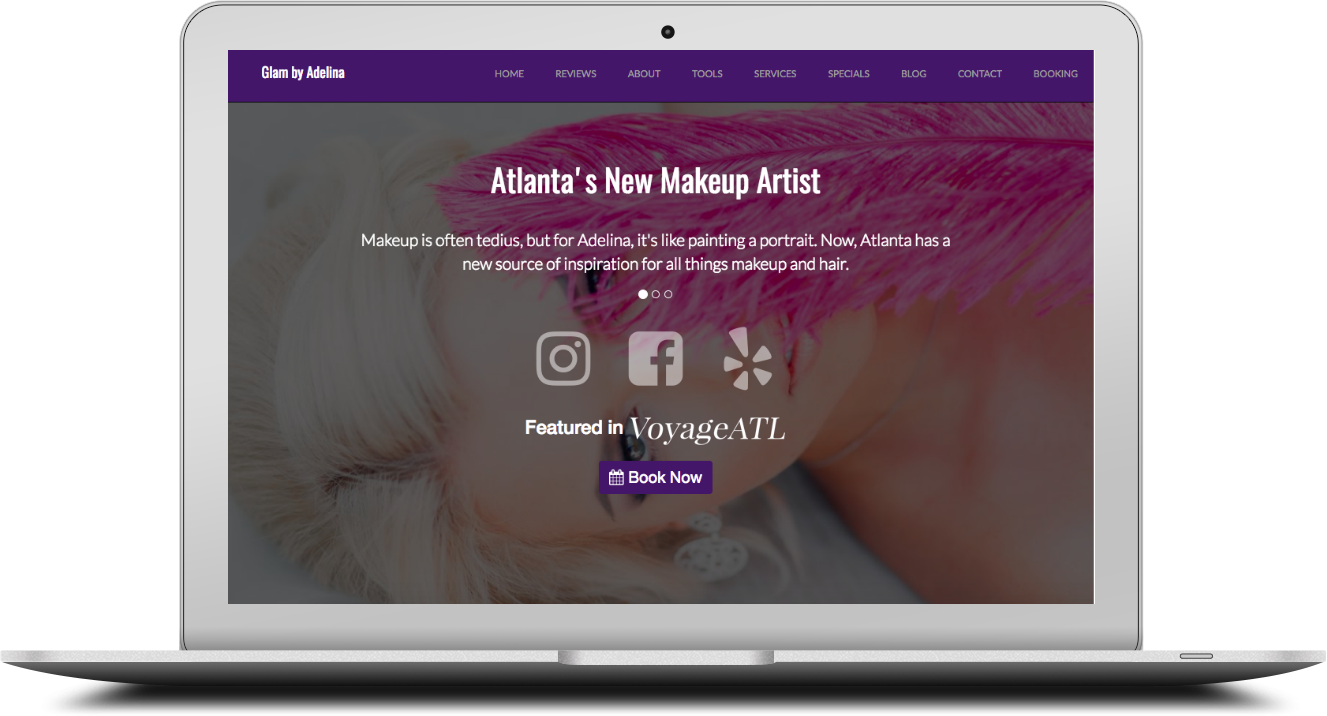 Glam by Adelina
HOME REVIEWS ABOUT TOOLS SERVICES SPECIALS BLOG CONTACT BOOKING
Atlanta's New Makeup Artist
Makeup is often tedius, but for Adelina, it's like painting a portrait. Now, Atlanta has a
new source of inspiration for all things makeup and hair.
Featured in VoyageATL
Book Now